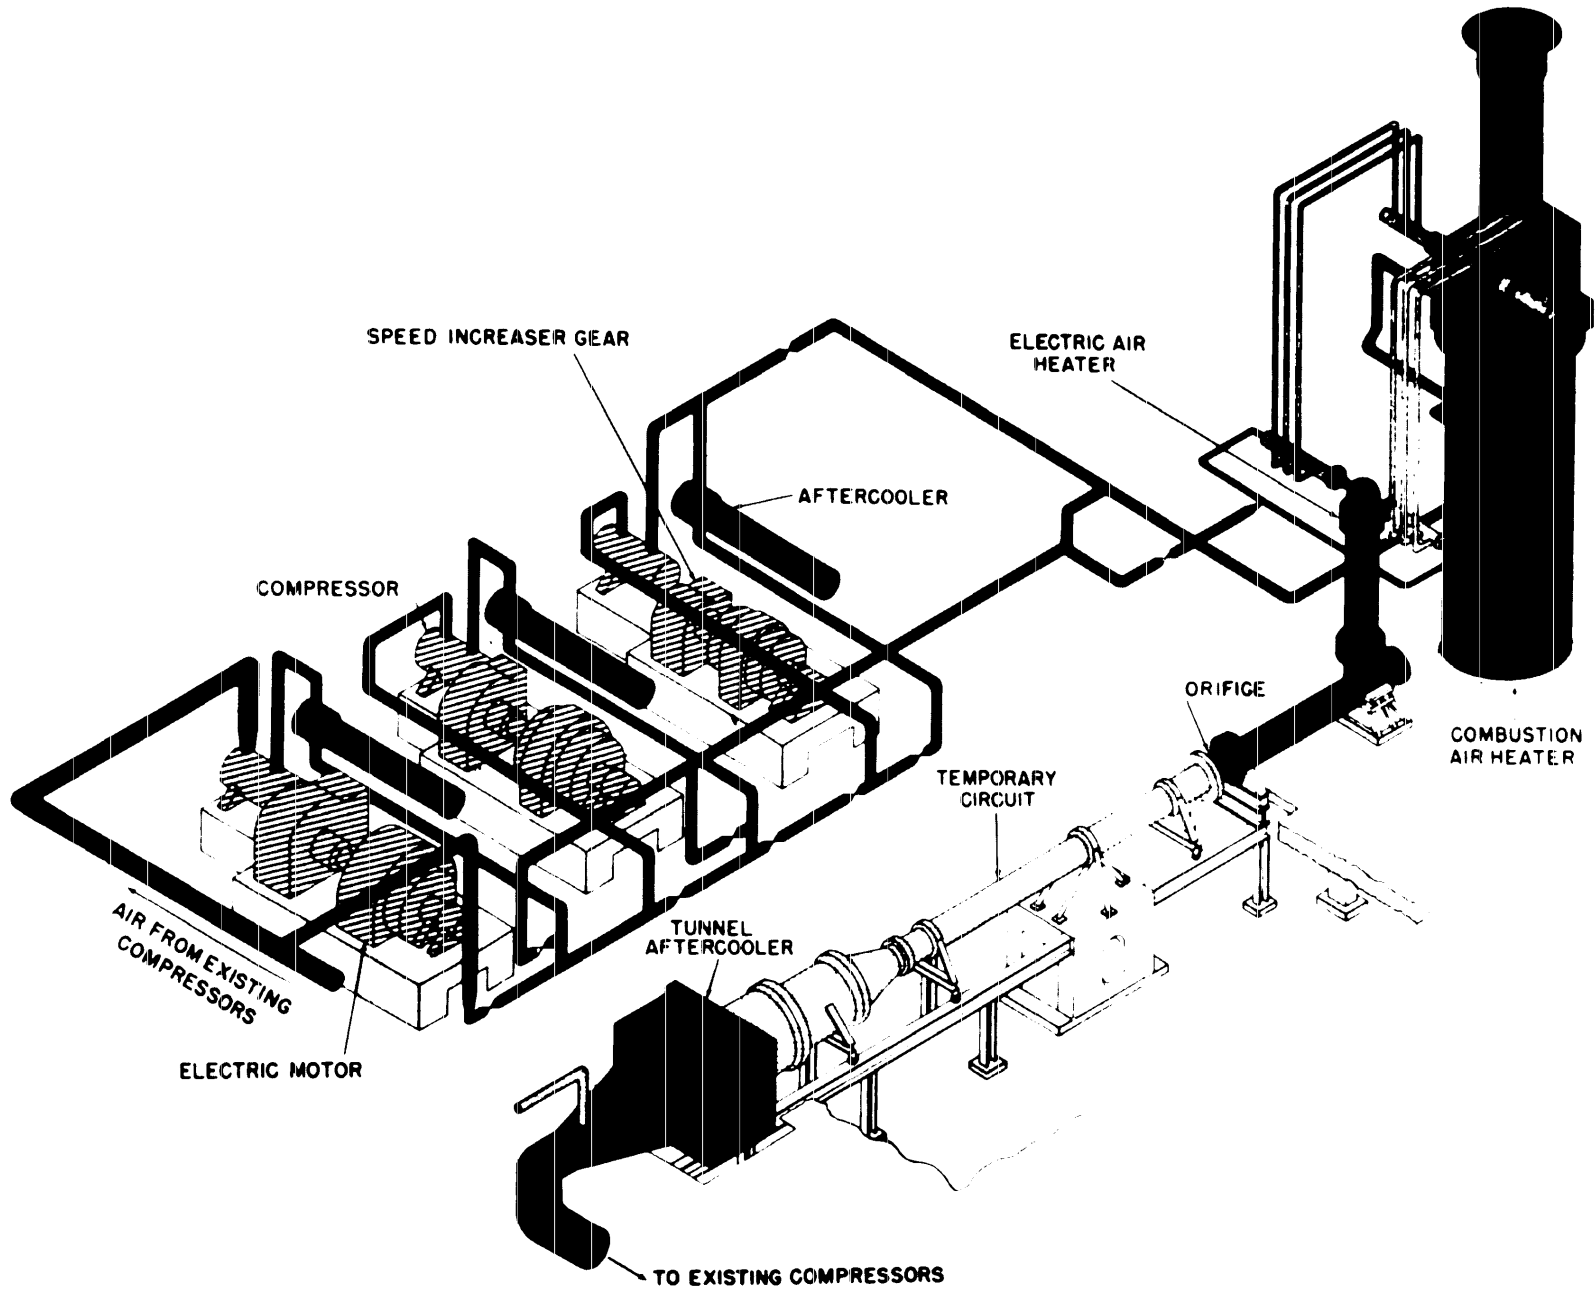 SPEED INCREASER GEAR
ELECTRIC AIR
HEATER
AFTERCOOLER
COMPRESSOR
ORIFICE
COMBUSTION
AIR HEATER
TEMPORARY
CIRCUIT
AIR FROM EXISTING
COMPRESSORS
TUNNEL
AFTERCOOLER
ELECTRIC MOTOR
TO EXISTING COMPRESSORS